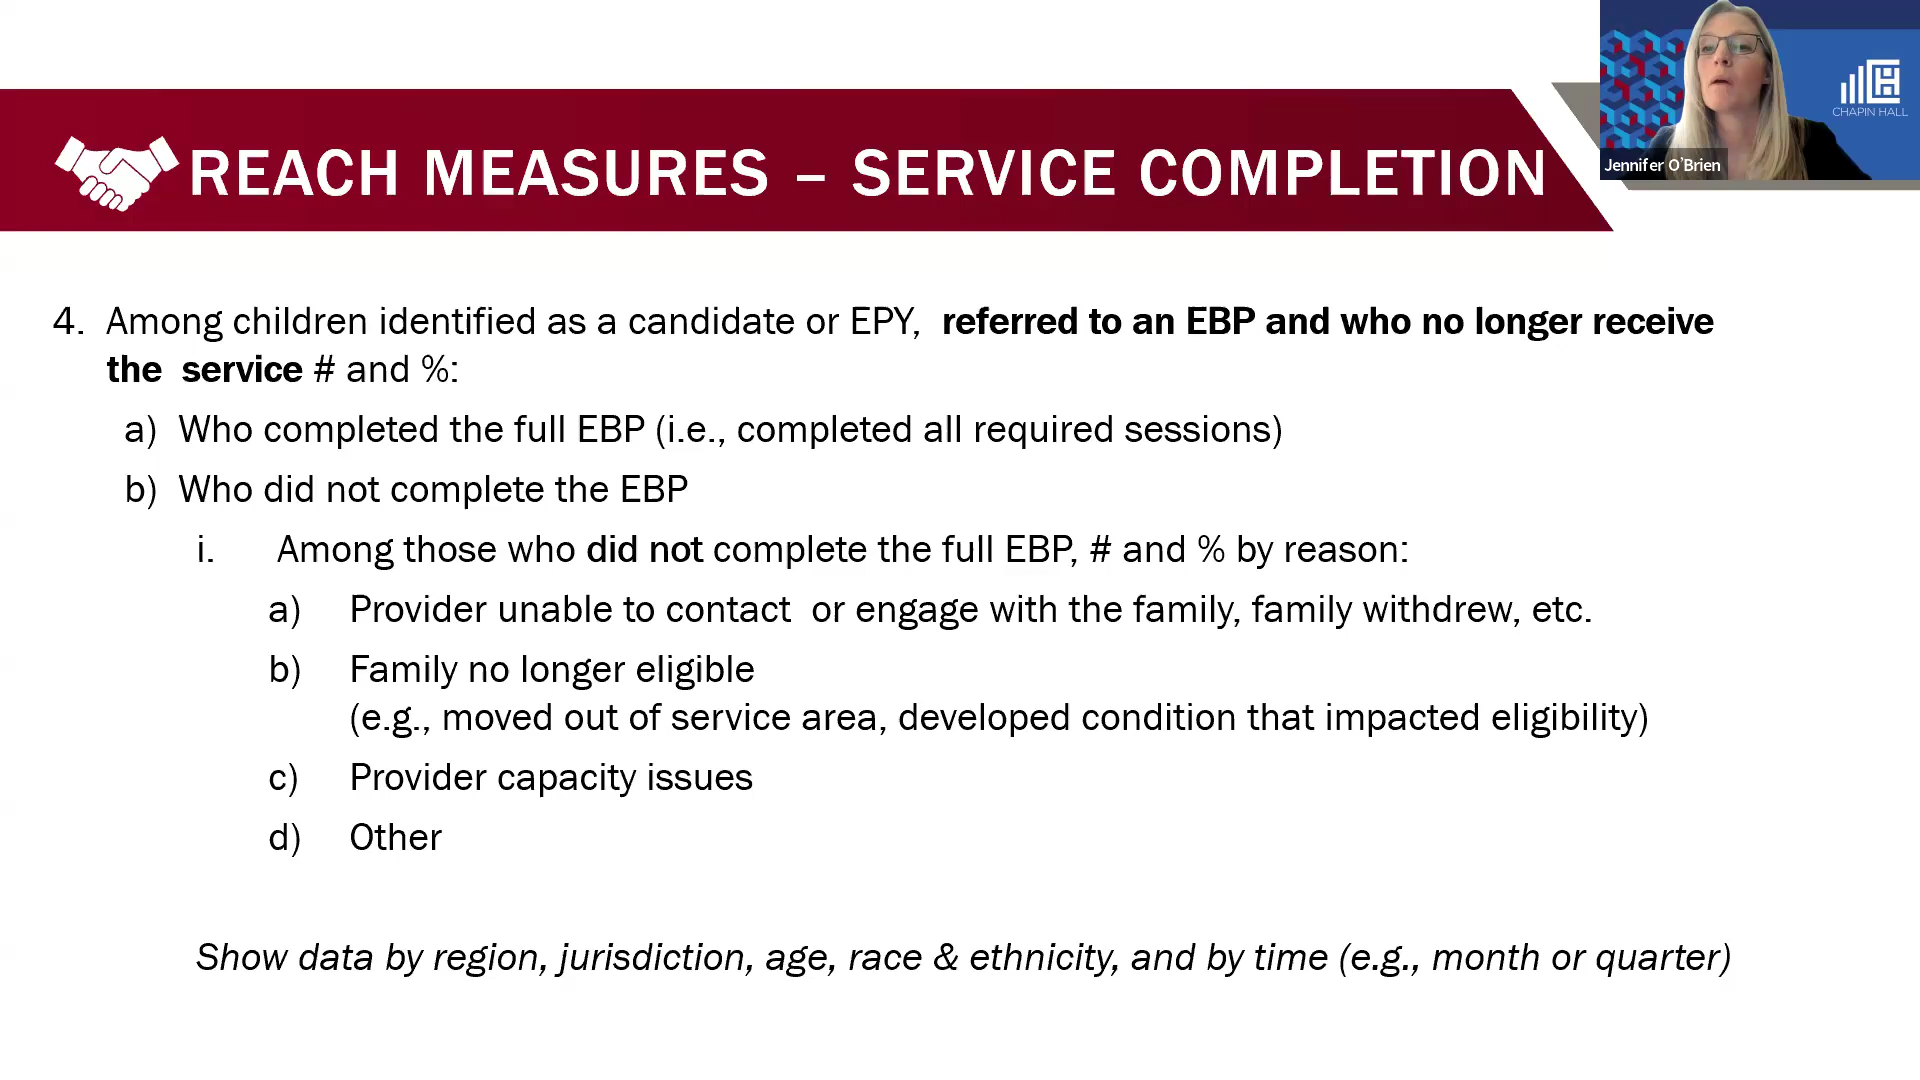 CHAPIN HALL
Jennifer O'Brien
REACH MEASURES – SERVICE COMPLETION
4. Among children identified as a candidate or EPY, referred to an EBP and who no longer receive
the service # and %:
a) Who completed the full EBP (i.e., completed all required sessions)
b) Who did not complete the EBP
i. Among those who did not complete the full EBP, # and % by reason:
a) Provider unable to contact or engage with the family, family withdrew, etc.
b) Family no longer eligible
(e.g., moved out of service area, developed condition that impacted eligibility)
c) Provider capacity issues
d) Other
Show data by region, jurisdiction, age, race & ethnicity, and by time (e.g., month or quarter)